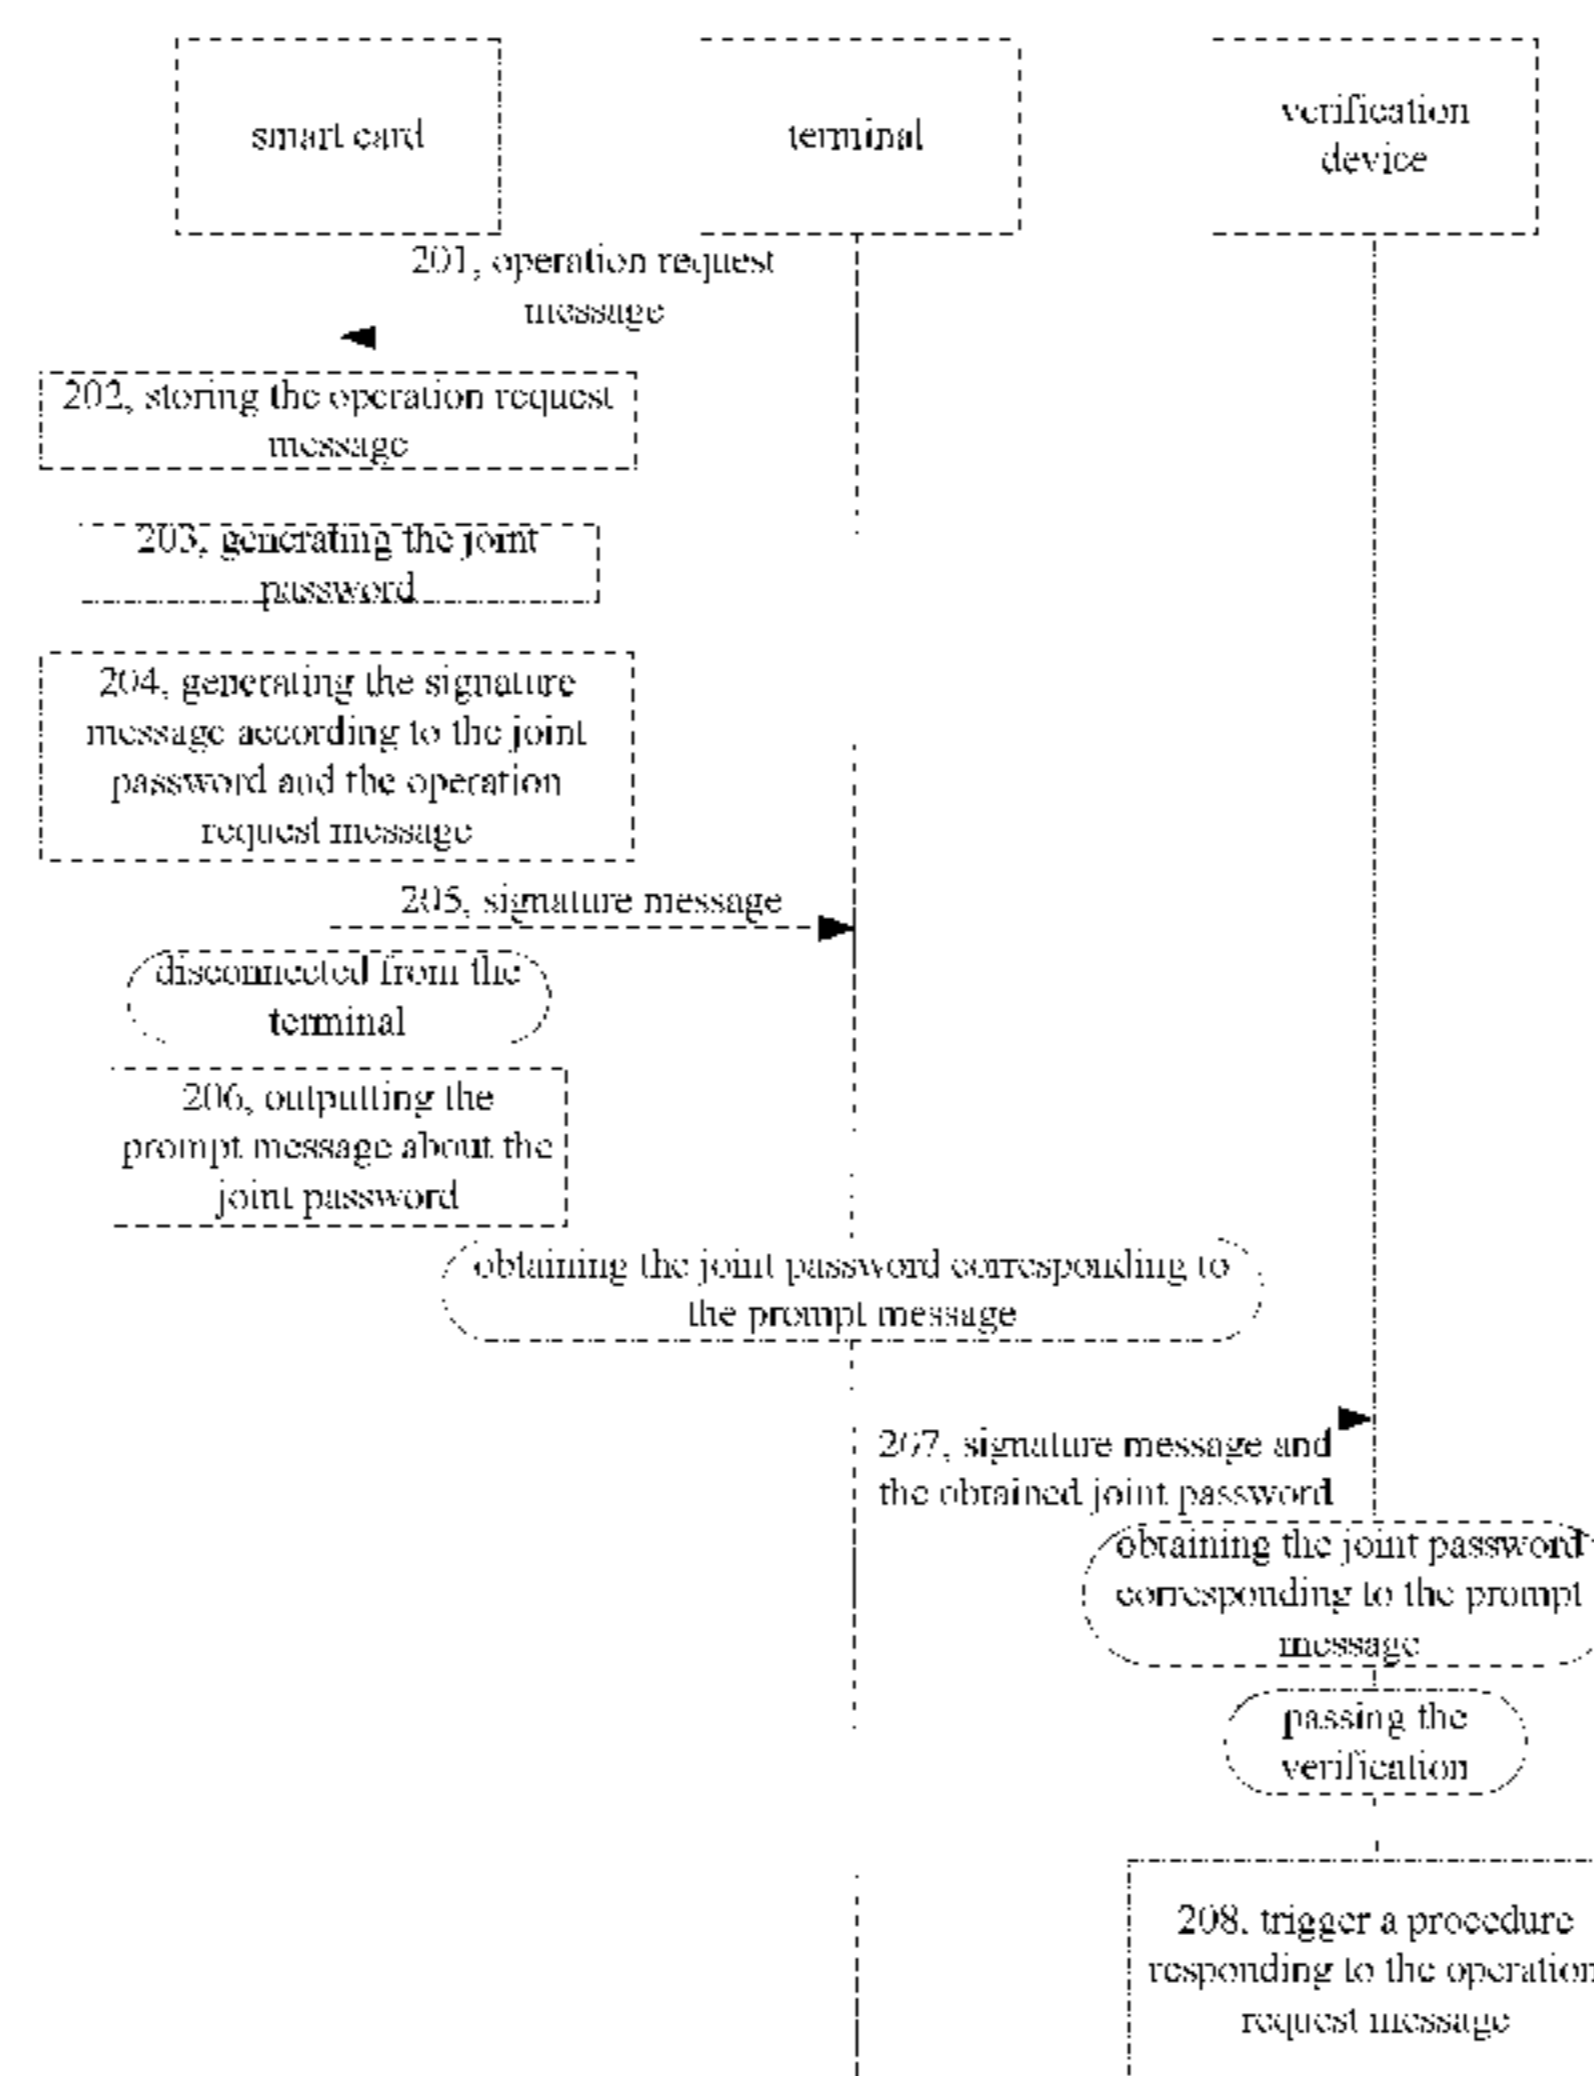 smart card
terminal
verification
device
201, operation request
message
202, storing the operation request
message
203, generating the joint
password
204, generating the signature
message according to the joint
password and the operation
request message
205, signature message
disconnected from the
terminal
206, outputting the
prompt message about the
joint password
obtaining the joint password corresponding to
the prompt message
207, signature message and
the obtained joint password
obtaining the joint password
corresponding to the prompt
message
passing the
verification
208. trigger a procedure
responding to the operation
request message